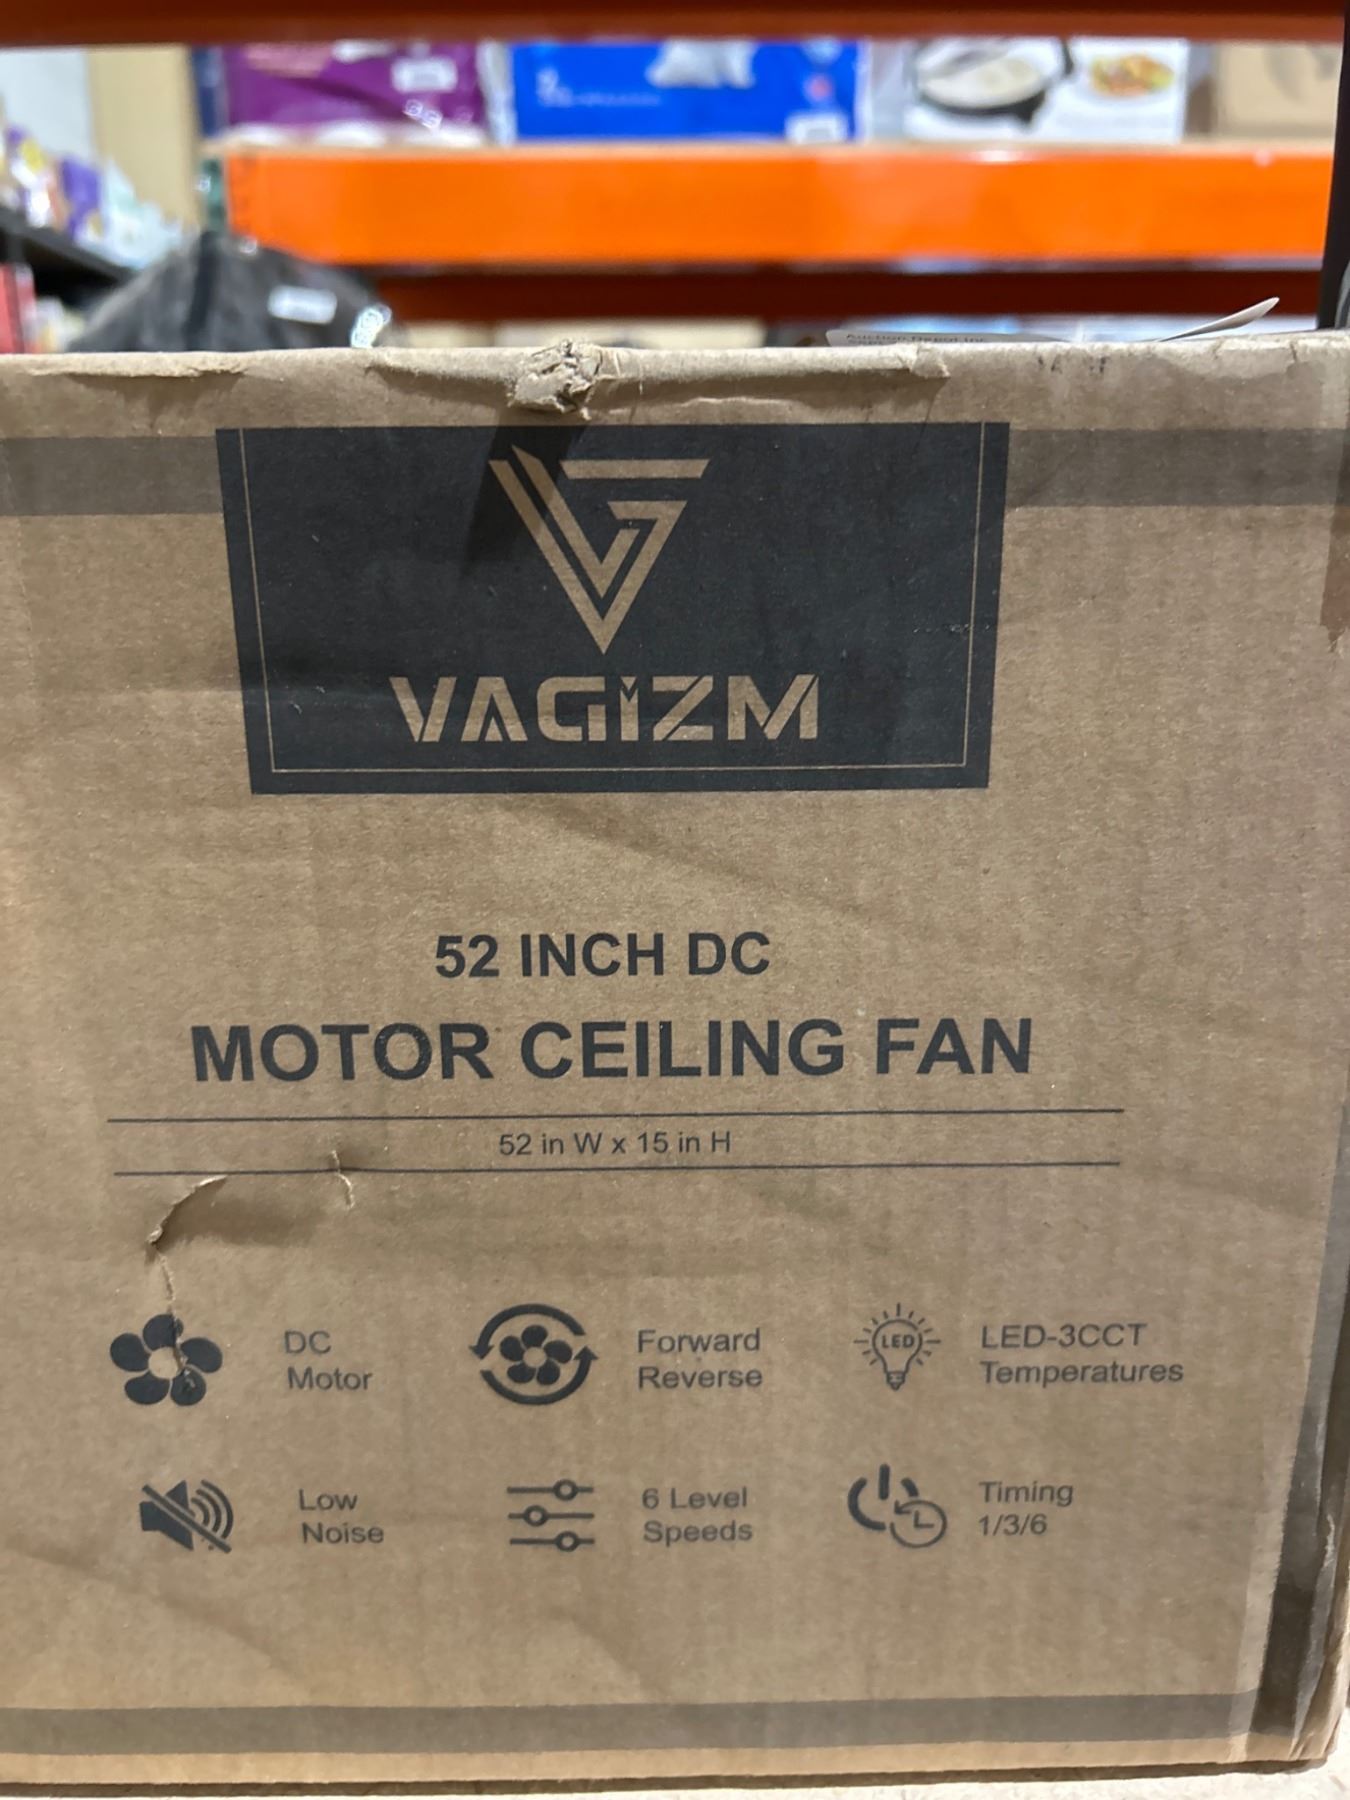 VAGIZM
52 INCH DC
MOTOR CEILING FAN
52 in W x 15 in H
DC
Motor
Forward
Reverse
LED
LED-3CCT
Temperatures
Low
Noise
6 Level
Speeds
Timing
1/3/6